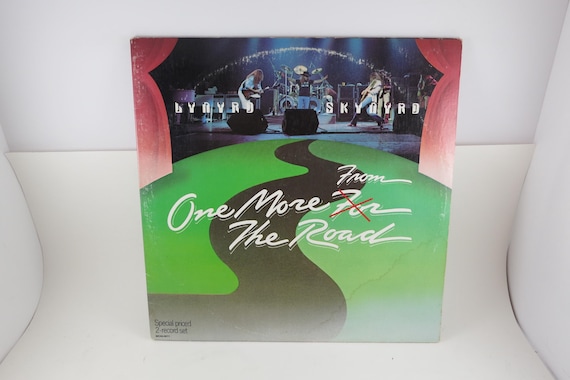 LYNYRD SKYNYRD
From
One More For
The Road
Special priced
2-record set